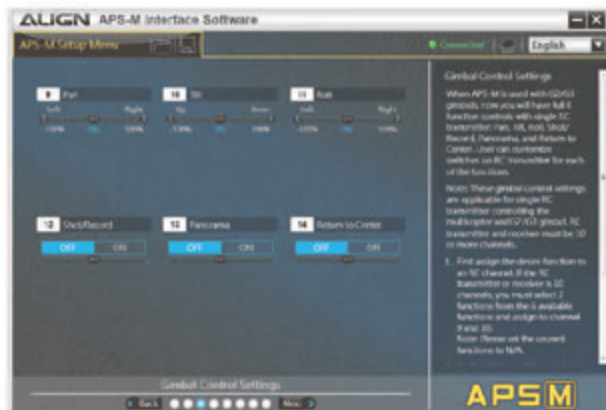 ALIGN APS-M Interface Software
APS-M Setup Menu
Connected
English
9 Pan
10 Tilt
11 Roll
Left Right
Up Down
Left Right
-100% 0% 100%
-100% 0% 100%
-100% 0% 100%
12 Shot/Record
13 Panorama
14 Return to Center
OFF ON
OFF ON
OFF ON
Gimbal Control Settings
When APS-M is used with G2/G3
gimbals, now you will have full 6
function controls with single RC
transmitter: Pan, Tilt, Roll, Shot/
Record, Panorama, and Return to
Center. User can customize
switches on RC transmitter for each
of the functions.
Note: These gimbal control settings
are applicable for single RC
transmitter controlling the
multicopter and G2/G3 gimbal. RC
transmitter and receiver must be 10
or more channels.
1. First assign the desire function to
an RC channel. If the RC
transmitter or receiver is 10
channels, you must select 2
functions from the 6 available
functions and assign to channel
9 and 10.
Note: Please set the unused
functions to N/A.
Gimbal Control Settings
Back
Next
APS M